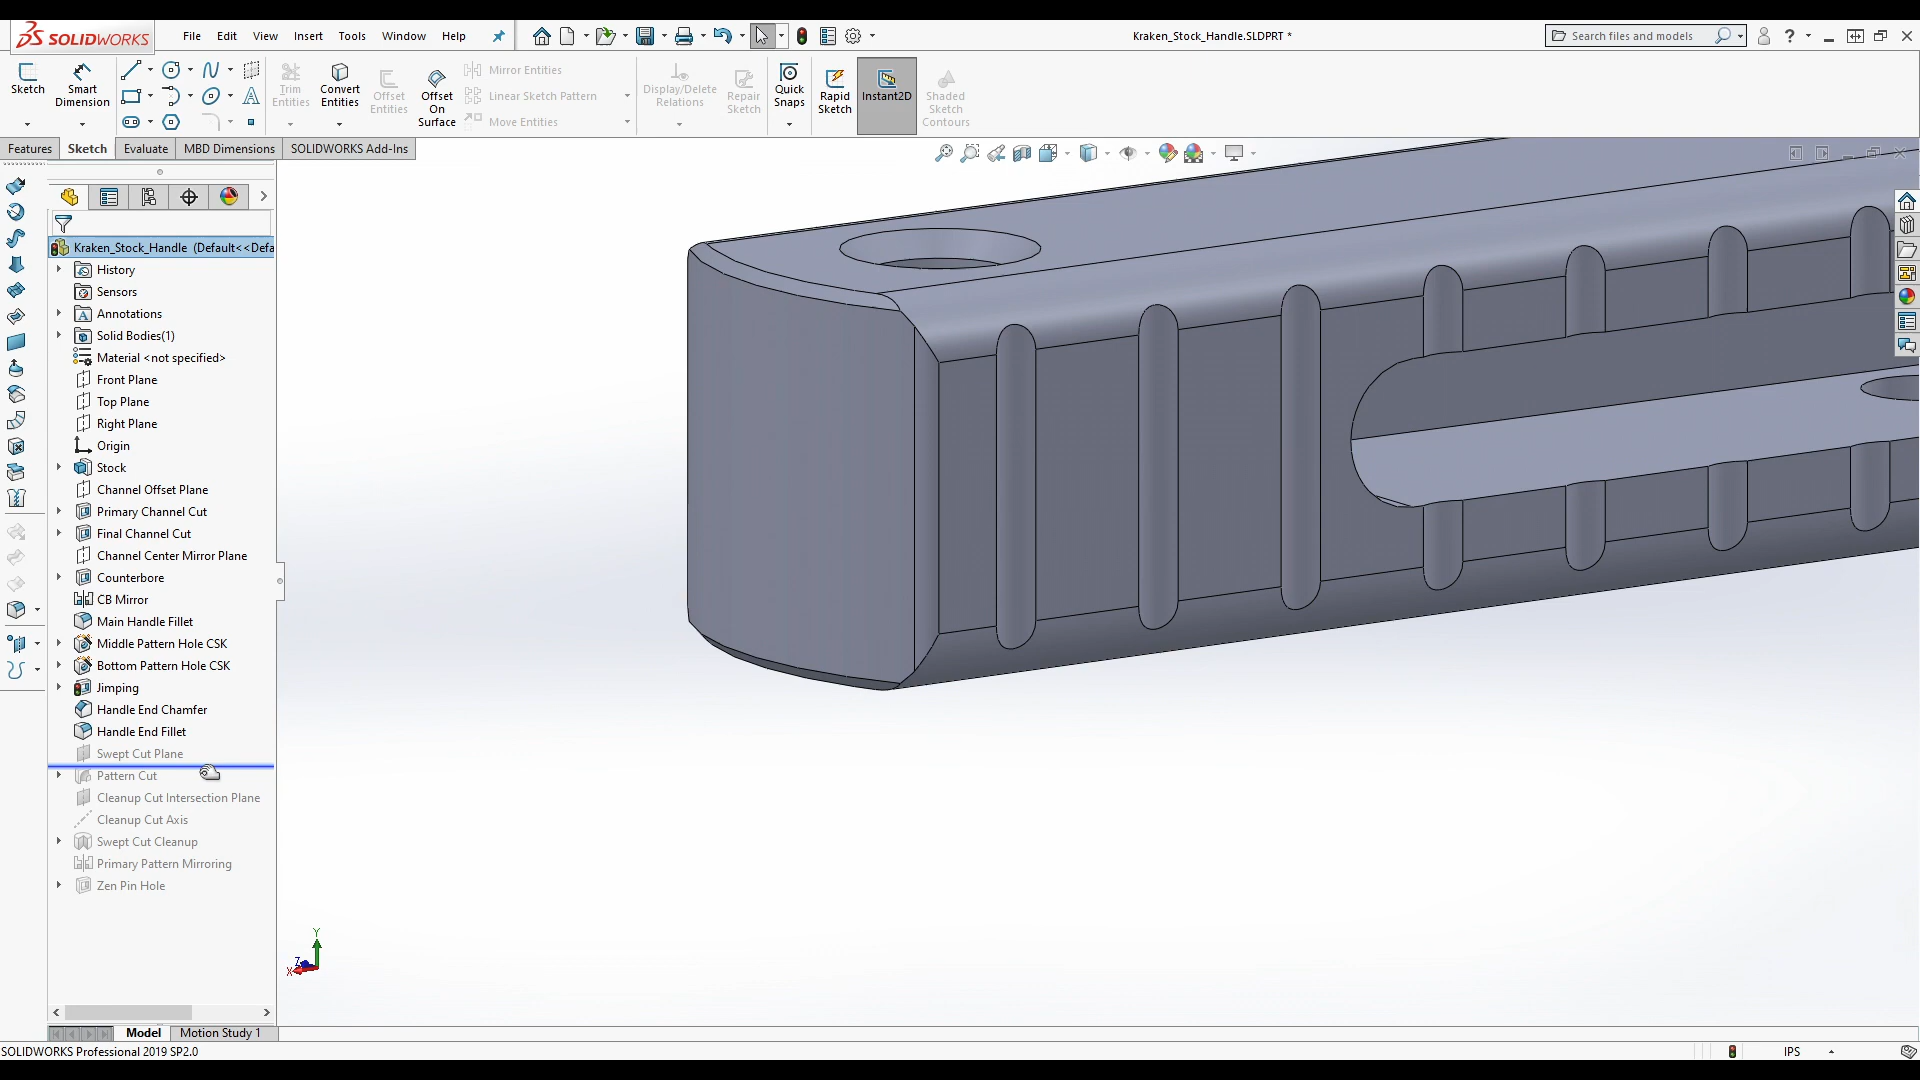 SOLIDWORKS File Edit View Insert Tools Window Help Kraken_Stock_Handle.SLDPRT * Search files and models ?
Sketch Smart Dimension Trim Entities Convert Entities Offset Entities Offset On Surface Mirror Entities Linear Sketch Pattern Move Entities Display/Delete Relations Repair Sketch Quick Snaps Rapid Sketch Instant2D Shaded Sketch Contours
Features Sketch Evaluate MBD Dimensions SOLIDWORKS Add-Ins
Kraken_Stock_Handle (Default<<Defa
History
Sensors
Annotations
Solid Bodies(1)
Material <not specified>
Front Plane
Top Plane
Right Plane
Origin
Stock
Channel Offset Plane
Primary Channel Cut
Final Channel Cut
Channel Center Mirror Plane
Counterbore
CB Mirror
Main Handle Fillet
Middle Pattern Hole CSK
Bottom Pattern Hole CSK
Jimping
Handle End Chamfer
Handle End Fillet
Swept Cut Plane
Pattern Cut
Cleanup Cut Intersection Plane
Cleanup Cut Axis
Swept Cut Cleanup
Primary Pattern Mirroring
Zen Pin Hole
Y
Z
X
Model Motion Study 1
SOLIDWORKS Professional 2019 SP2.0 IPS